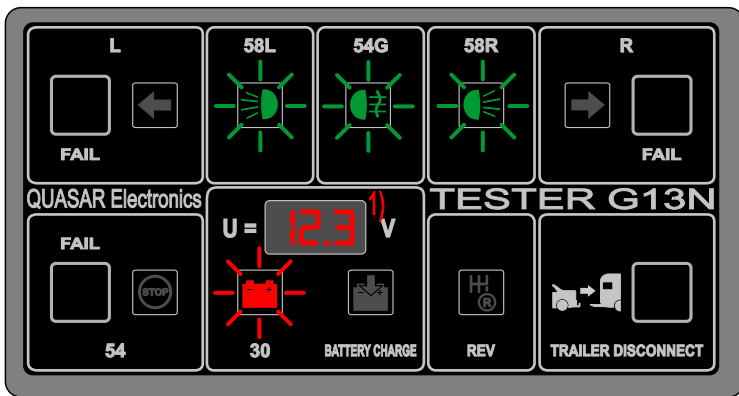 L
58L
54G
58R
R
FAIL
FAIL
QUASAR Electronics
TESTER G13N
U = 12.3 V
1)
FAIL
STOP
R
54
30
BATTERY CHARGE
REV
TRAILER DISCONNECT